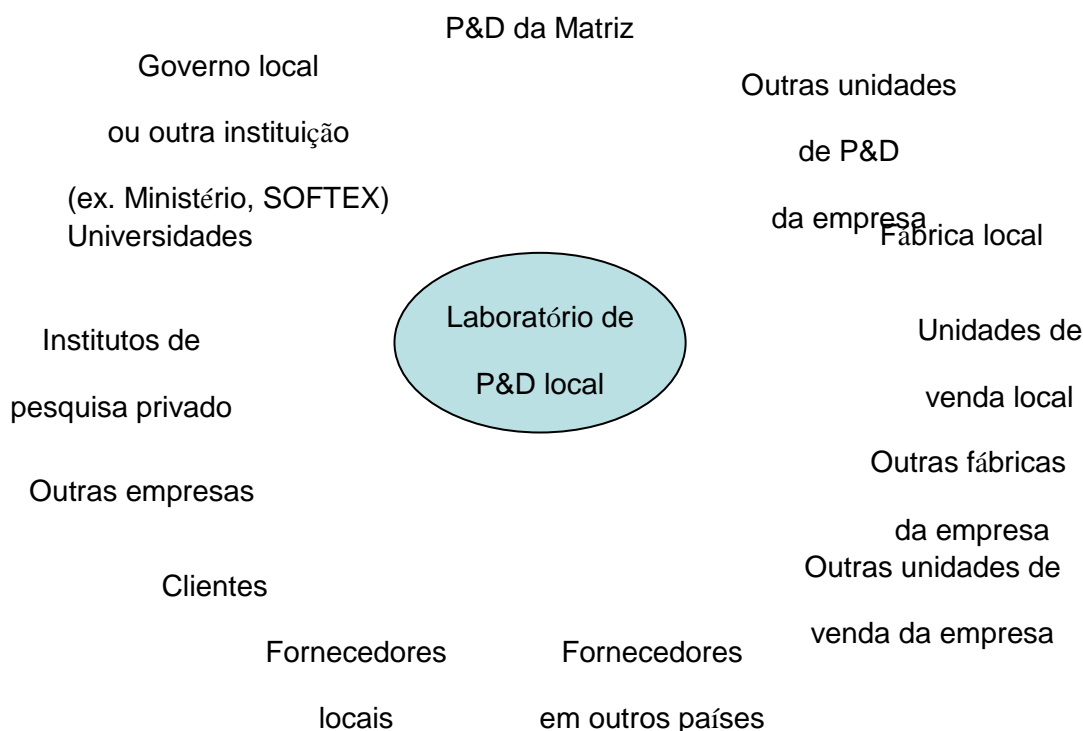 P&D da Matriz
Governo local
ou outra instituição
(ex. Ministério, SOFTEX)
Universidades
Outras unidades
de P&D
da empresa
Fábrica local
Laboratório de
P&D local
Institutos de
pesquisa privado
Unidades de
venda local
Outras empresas
Outras fábricas
da empresa
Clientes
Outras unidades de
venda da empresa
Fornecedores
locais
Fornecedores
em outros países